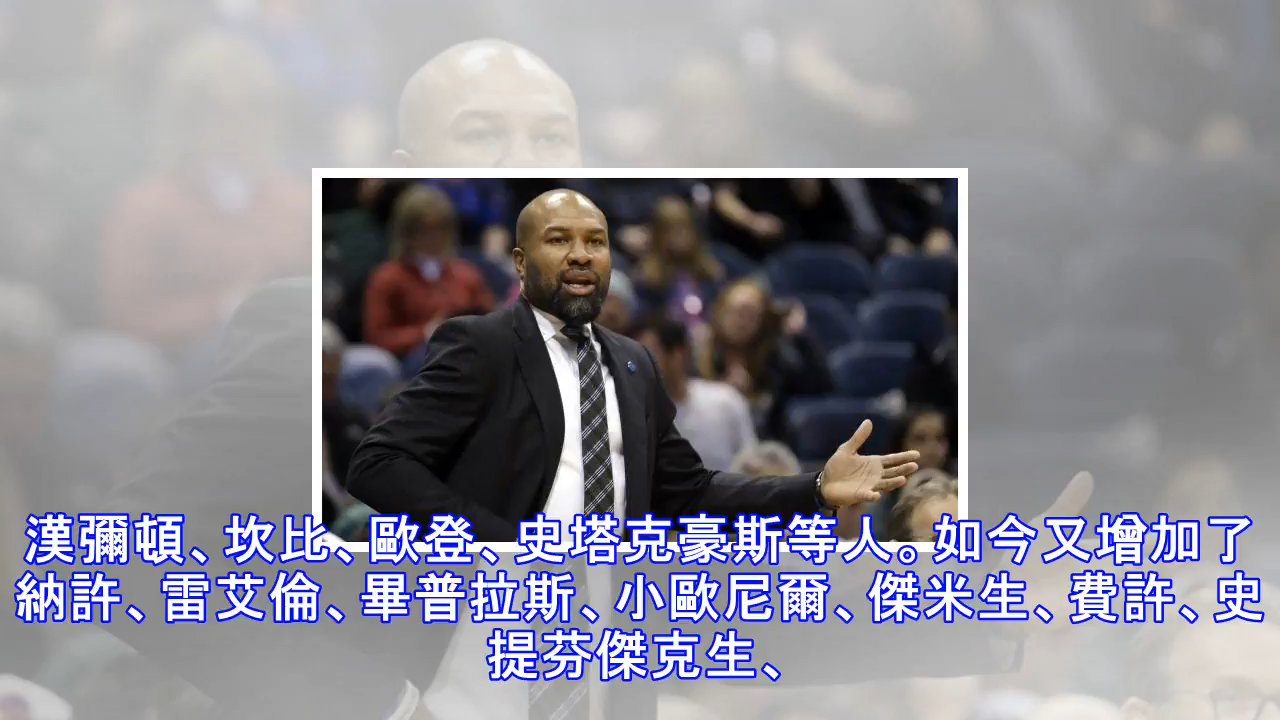 漢彌頓、坎比、歐登、史塔克豪斯等人。如今又增加了
納許、雷艾倫、畢普拉斯、小歐尼爾、傑米生、費許、史
提芬傑克生、